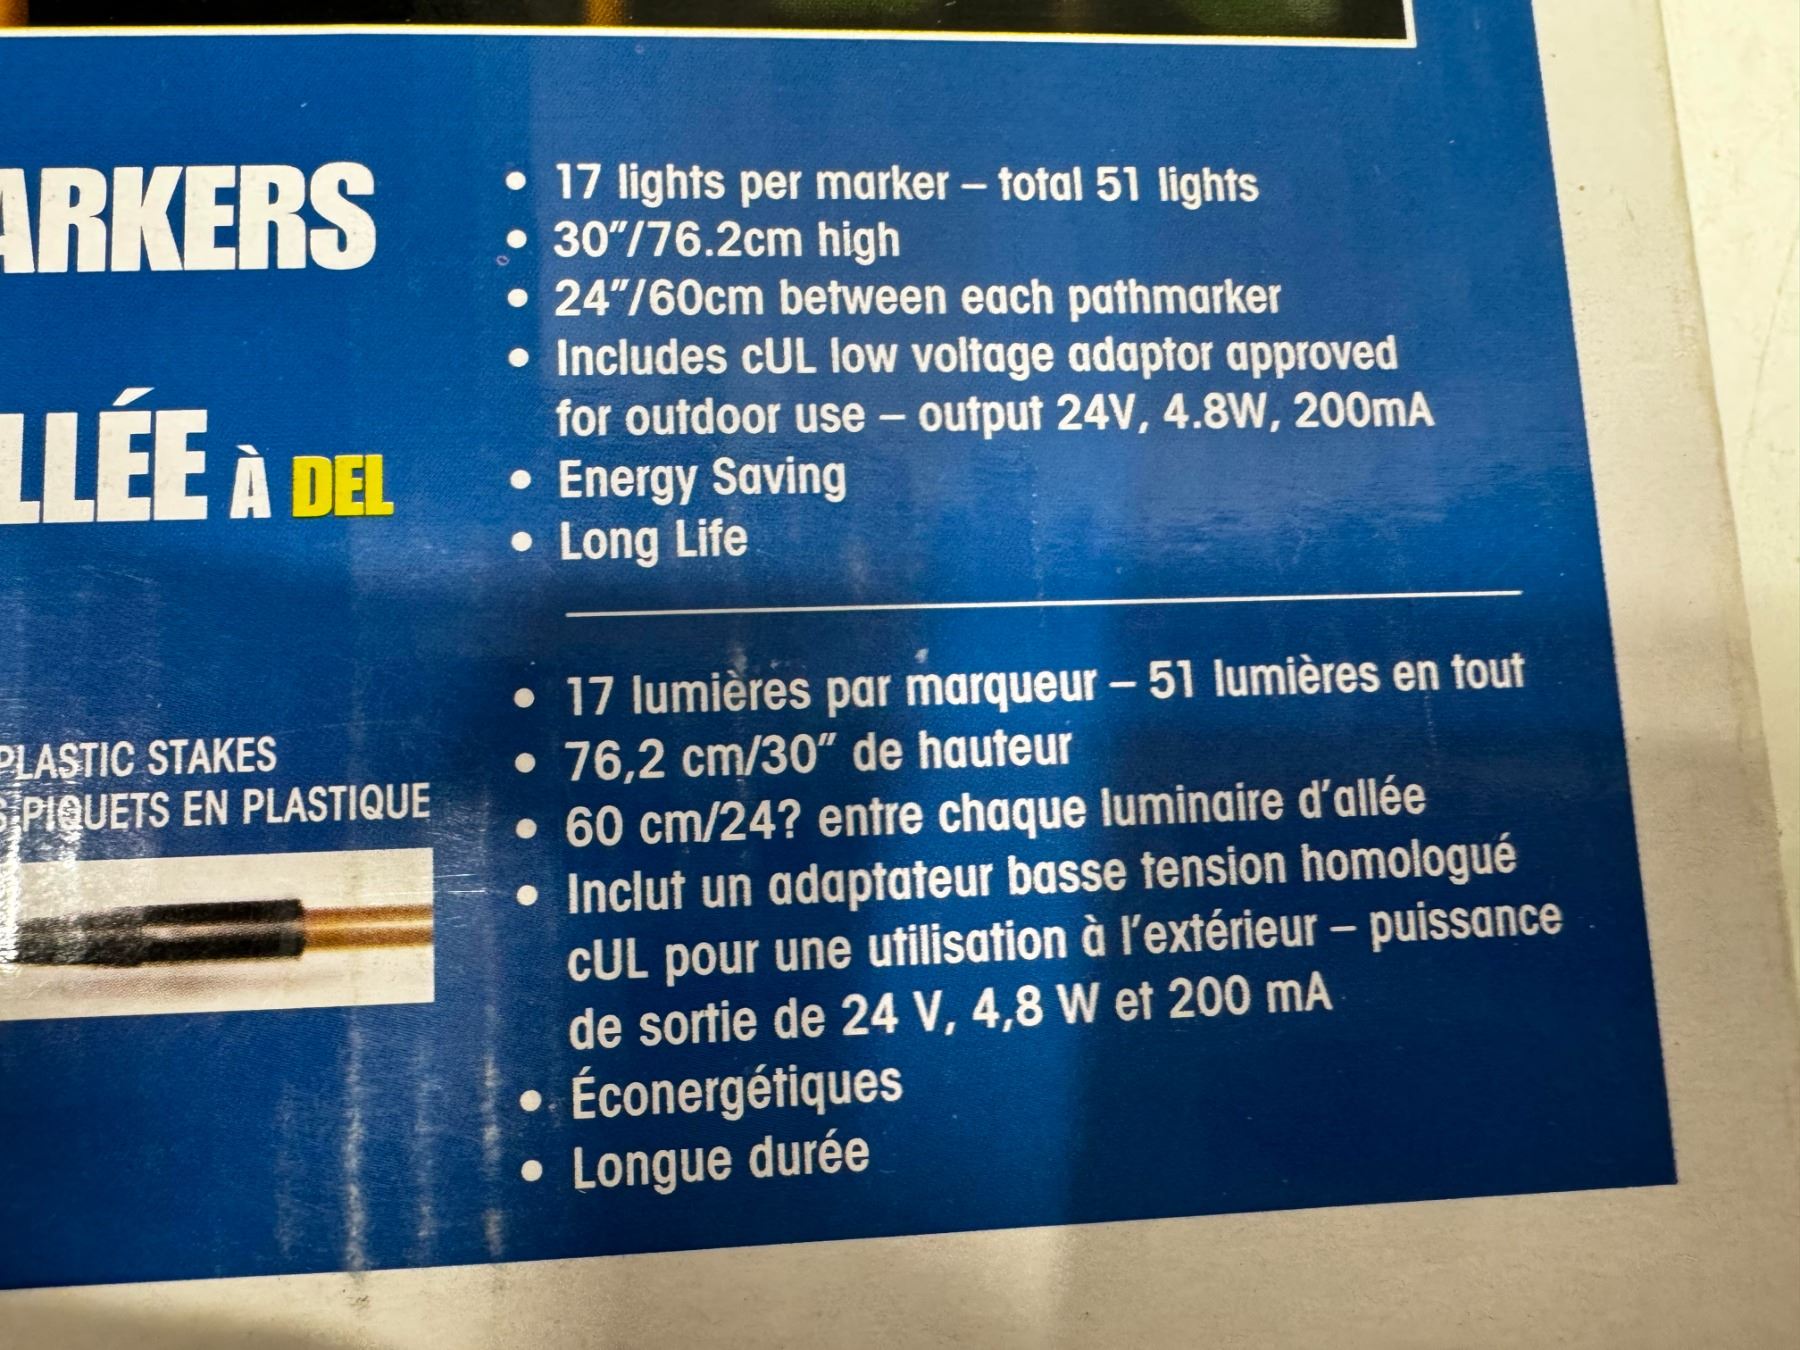 ARKERS
LLÉE À DEL
PLASTIC STAKES
PIQUETS EN PLASTIQUE
• 17 lights per marker – total 51 lights
• 30"/76.2cm high
• 24"/60cm between each pathmarker
• Includes cUL low voltage adaptor approved
for outdoor use – output 24V, 4.8W, 200mA
• Energy Saving
• Long Life
• 17 lumières par marqueur – 51 lumières en tout
• 76,2 cm/30" de hauteur
• 60 cm/24? entre chaque luminaire d'allée
• Inclut un adaptateur basse tension homologué
cUL pour une utilisation à l'extérieur – puissance
de sortie de 24 V, 4,8 W et 200 mA
• Éconergétiques
• Longue durée